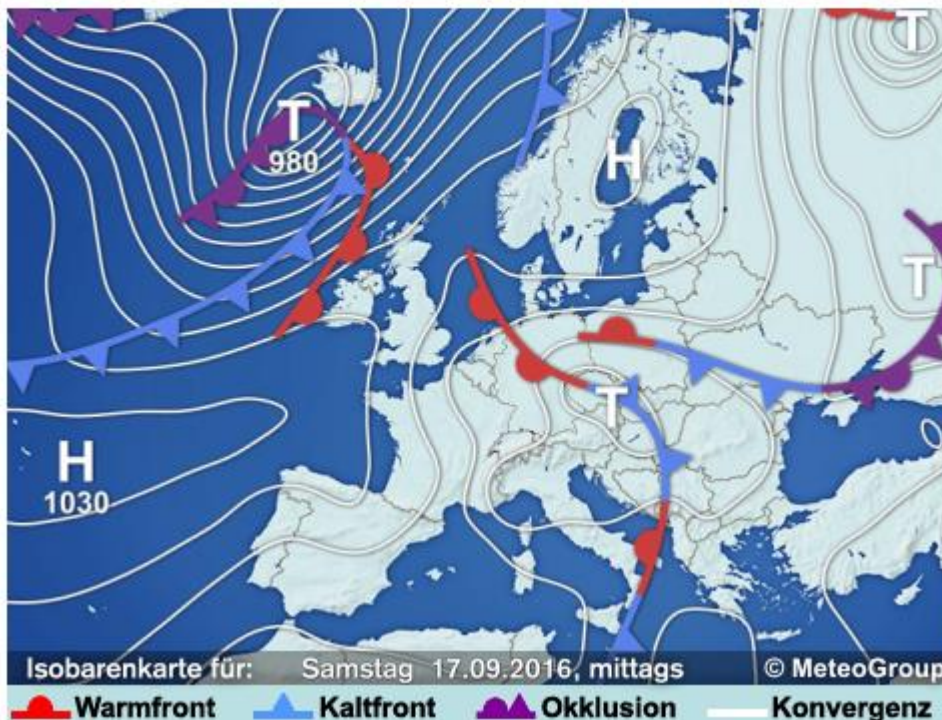 T
T
980
H
T
T
H
1030
Isobarenkarte für: Samstag 17.09.2016, mittags © MeteoGroup
Warmfront Kaltfront Okklusion Konvergenz